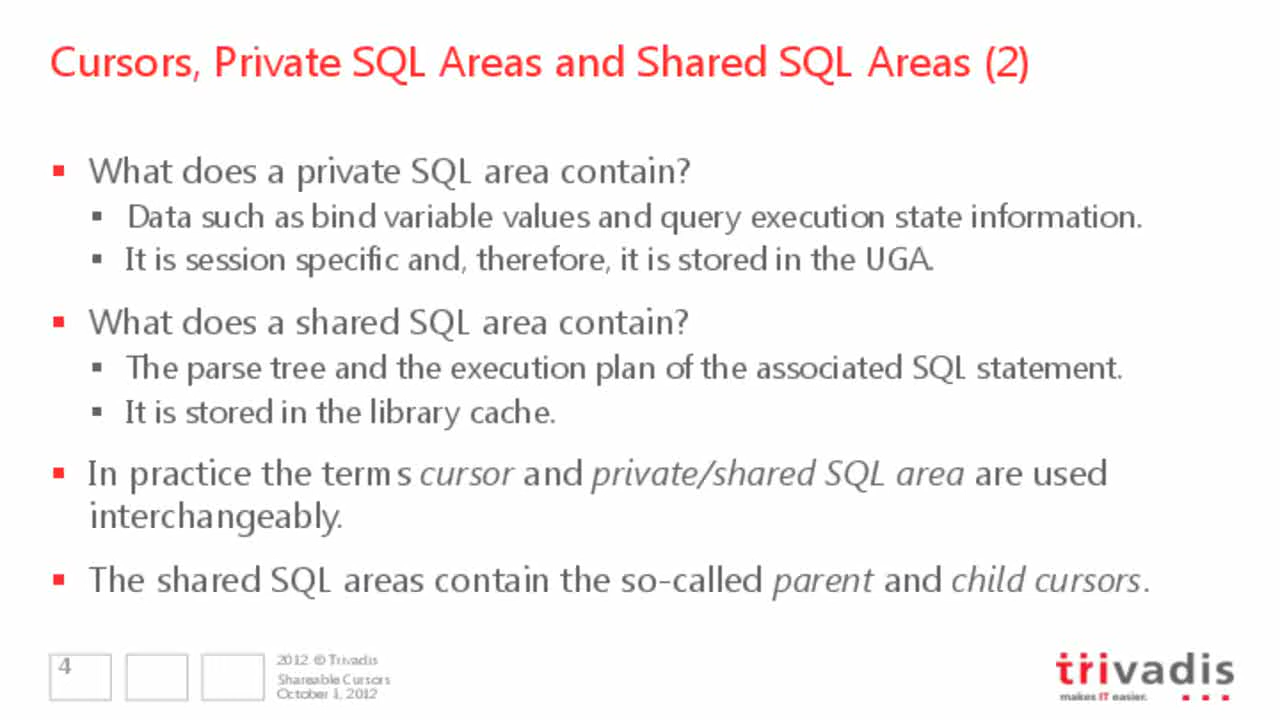 Cursors, Private SQL Areas and Shared SQL Areas (2)
What does a private SQL area contain?
Data such as bind variable values and query execution state information.
It is session specific and, therefore, it is stored in the UGA.
What does a shared SQL area contain?
The parse tree and the execution plan of the associated SQL statement.
It is stored in the library cache.
In practice the terms cursor and private/shared SQL area are used
interchangeably.
The shared SQL areas contain the so-called parent and child cursors.
4
2012 © Trivadis
Shareable Cursors
October 1, 2012
trivadis
makes IT easier.